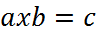 axb = c